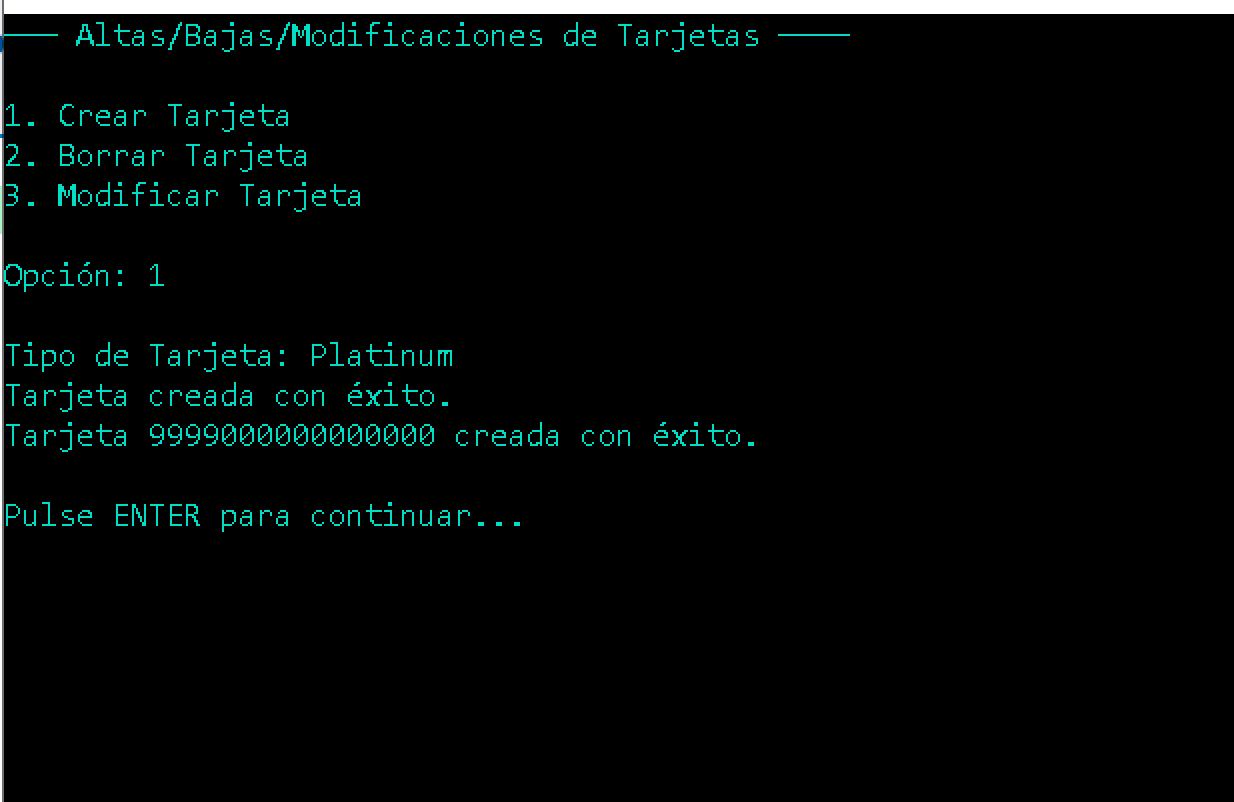 ─── Altas/Bajas/Modificaciones de Tarjetas ────
1. Crear Tarjeta
2. Borrar Tarjeta
3. Modificar Tarjeta
Opción: 1
Tipo de Tarjeta: Platinum
Tarjeta creada con éxito.
Tarjeta 9999000000000000 creada con éxito.
Pulse ENTER para continuar...